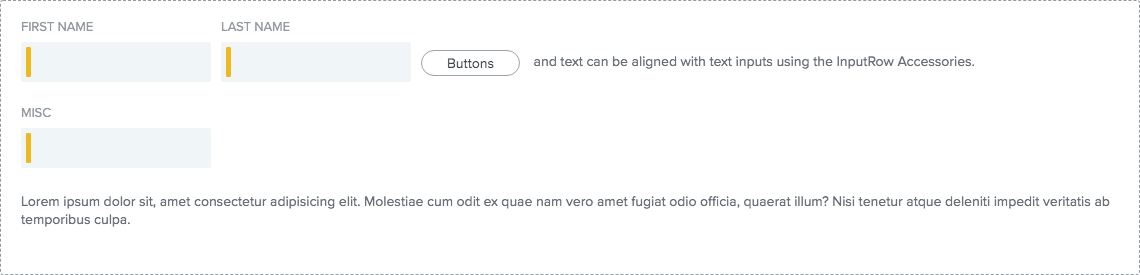 FIRST NAME LAST NAME
Buttons and text can be aligned with text inputs using the InputRow Accessories.
MISC
Lorem ipsum dolor sit, amet consectetur adipisicing elit. Molestiae cum odit ex quae nam vero amet fugiat odio officia, quaerat illum? Nisi tenetur atque deleniti impedit veritatis ab
temporibus culpa.